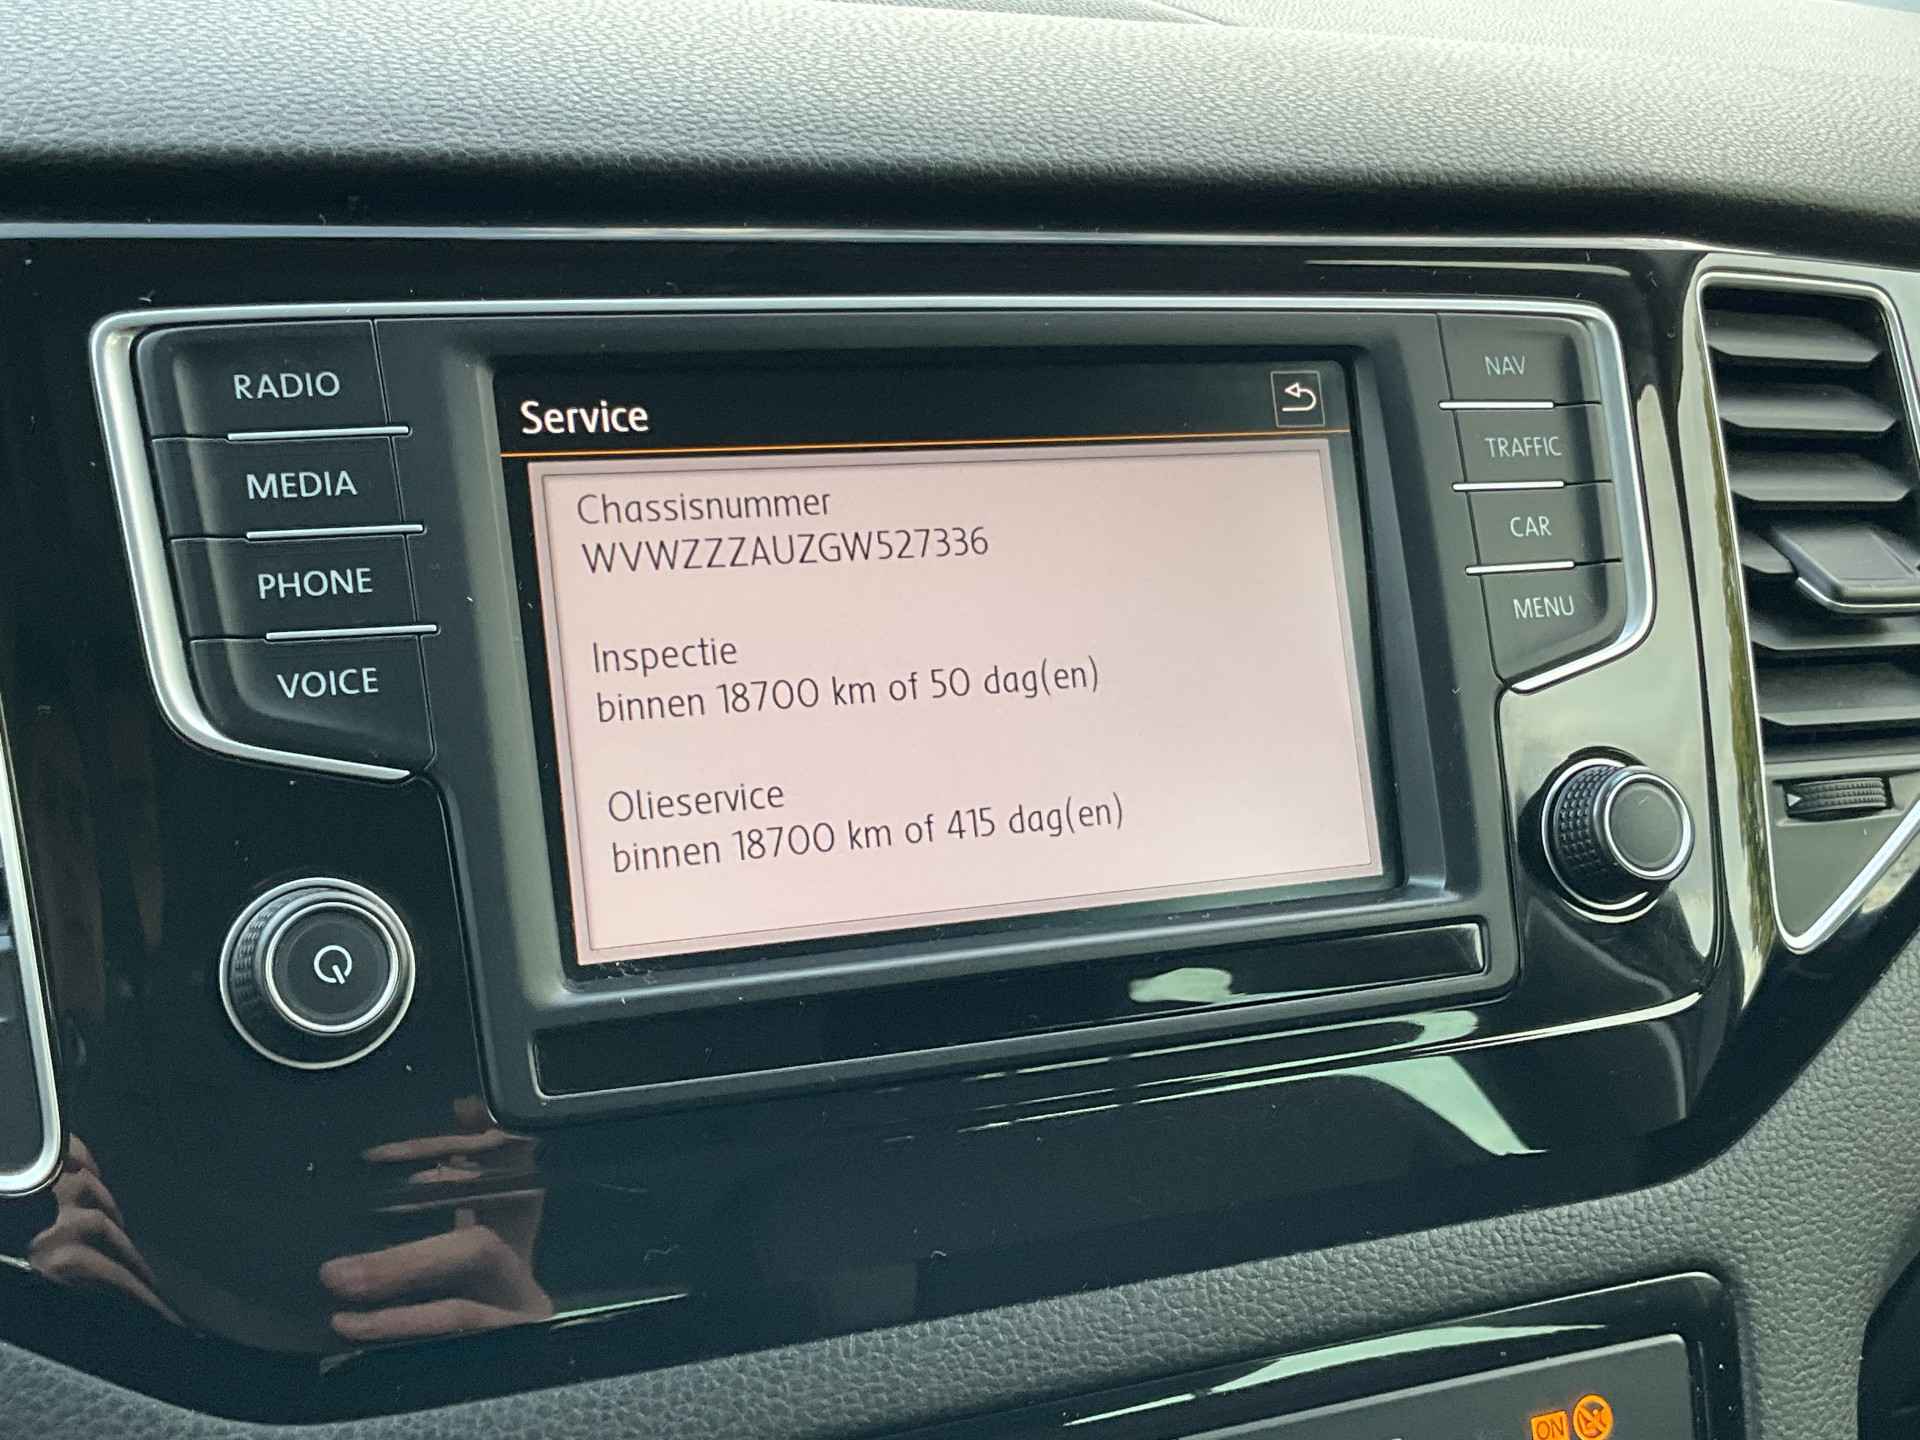 RADIO
MEDIA
PHONE
VOICE
Service
Chassisnummer
WVWZZZAUZGW527336
Inspectie
binnen 18700 km of 50 dag(en)
Olieservice
binnen 18700 km of 415 dag(en)
NAV
TRAFFIC
CAR
MENU
ON